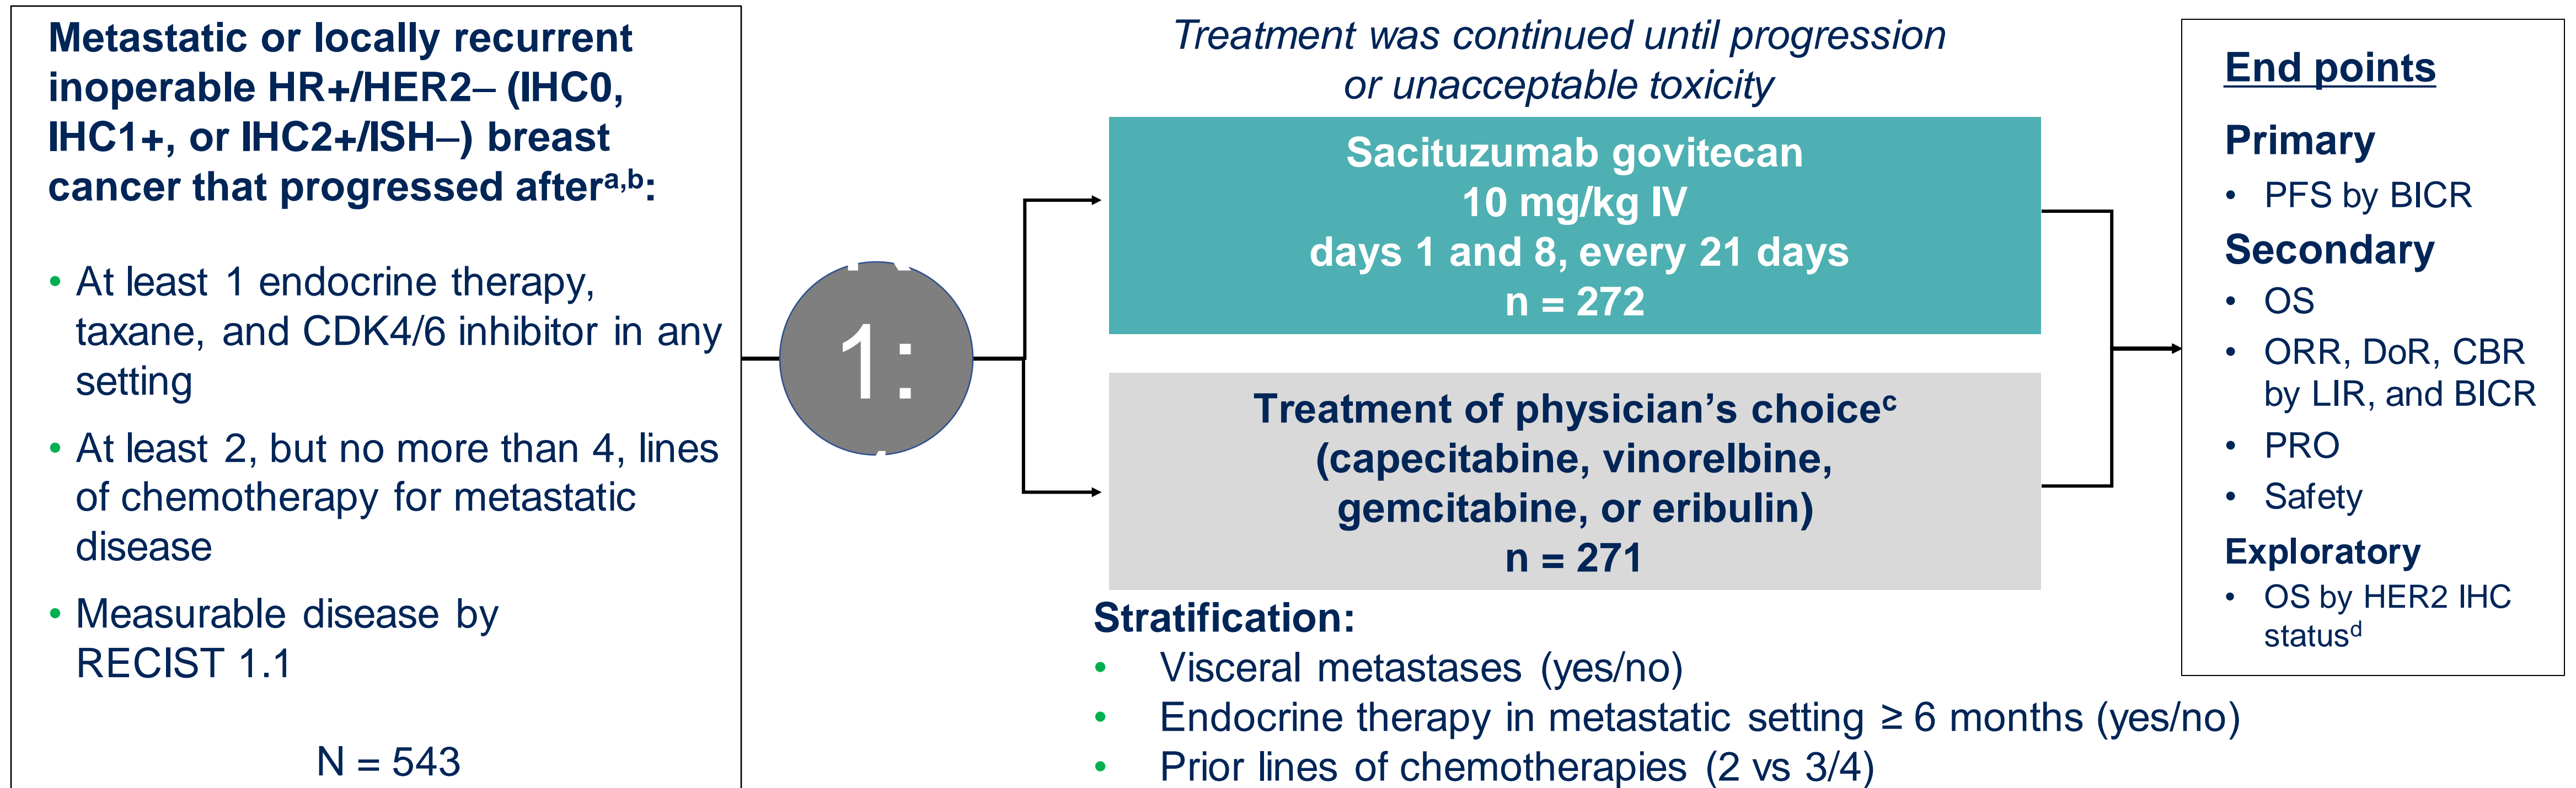 Metastatic or locally recurrent
inoperable HR+/HER2– (IHC0,
IHC1+, or IHC2+/ISH–) breast
cancer that progressed afterᵃ,ᵇ:
• At least 1 endocrine therapy,
taxane, and CDK4/6 inhibitor in any
setting
• At least 2, but no more than 4, lines
of chemotherapy for metastatic
disease
• Measurable disease by
RECIST 1.1
N = 543
1:
Treatment was continued until progression
or unacceptable toxicity
Sacituzumab govitecan
10 mg/kg IV
days 1 and 8, every 21 days
n = 272
Treatment of physician’s choiceᶜ
(capecitabine, vinorelbine,
gemcitabine, or eribulin)
n = 271
Stratification:
• Visceral metastases (yes/no)
• Endocrine therapy in metastatic setting ≥ 6 months (yes/no)
• Prior lines of chemotherapies (2 vs 3/4)
End points
Primary
• PFS by BICR
Secondary
• OS
• ORR, DoR, CBR
by LIR, and BICR
• PRO
• Safety
Exploratory
• OS by HER2 IHC
statusᵈ